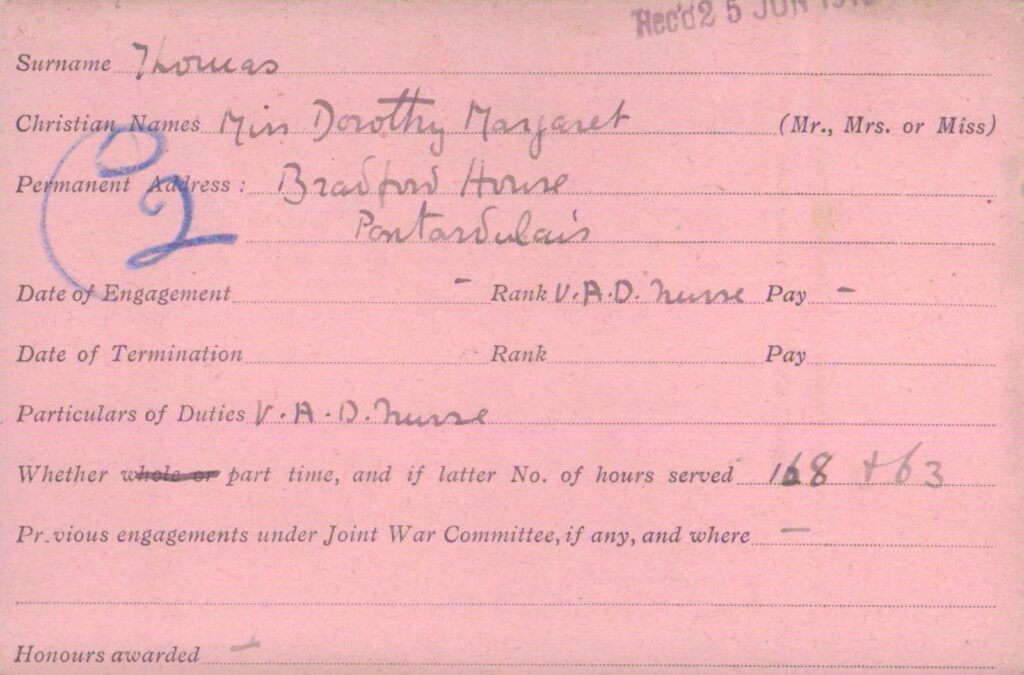 Rec'd 25 JUN
Surname Thomas
Christian Names Miss Dorothy Margaret (Mr., Mrs. or Miss)
Permanent Address: Bradford House
Pontardulais
2
Date of Engagement - Rank V.A.D. Nurse Pay -
Date of Termination Rank Pay
Particulars of Duties V.A.D. Nurse
Whether whole or part time, and if latter No. of hours served 168 + 63
Pr.vious engagements under Joint War Committee, if any, and where -
Honours awarded -